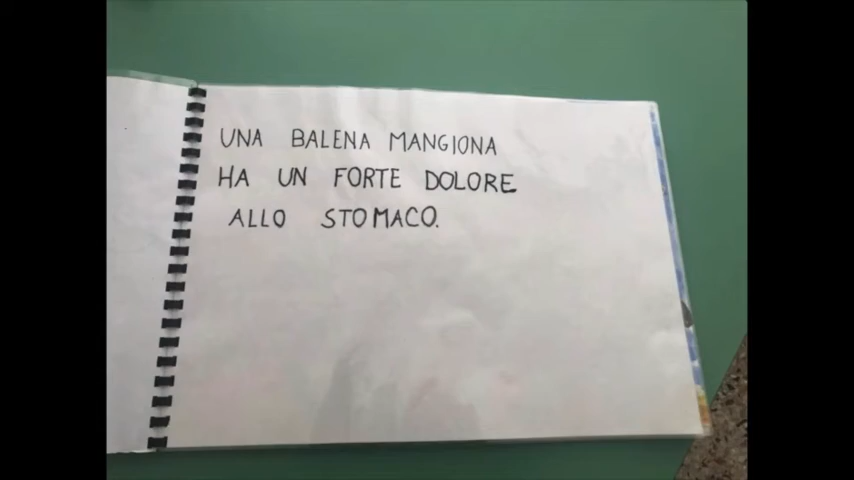 UNA BALENA MANGIONA
HA UN FORTE DOLORE
ALLO STOMACO.